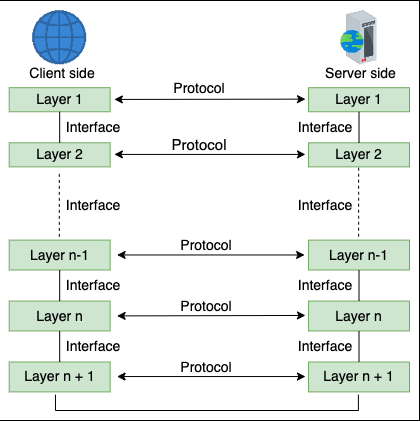 Client side
Server side
Layer 1
Protocol
Layer 1
Interface
Interface
Layer 2
Protocol
Layer 2
Interface
Interface
Layer n-1
Protocol
Layer n-1
Interface
Interface
Layer n
Protocol
Layer n
Interface
Interface
Layer n + 1
Protocol
Layer n + 1